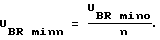 U_BR minn = U_BR mino / n.